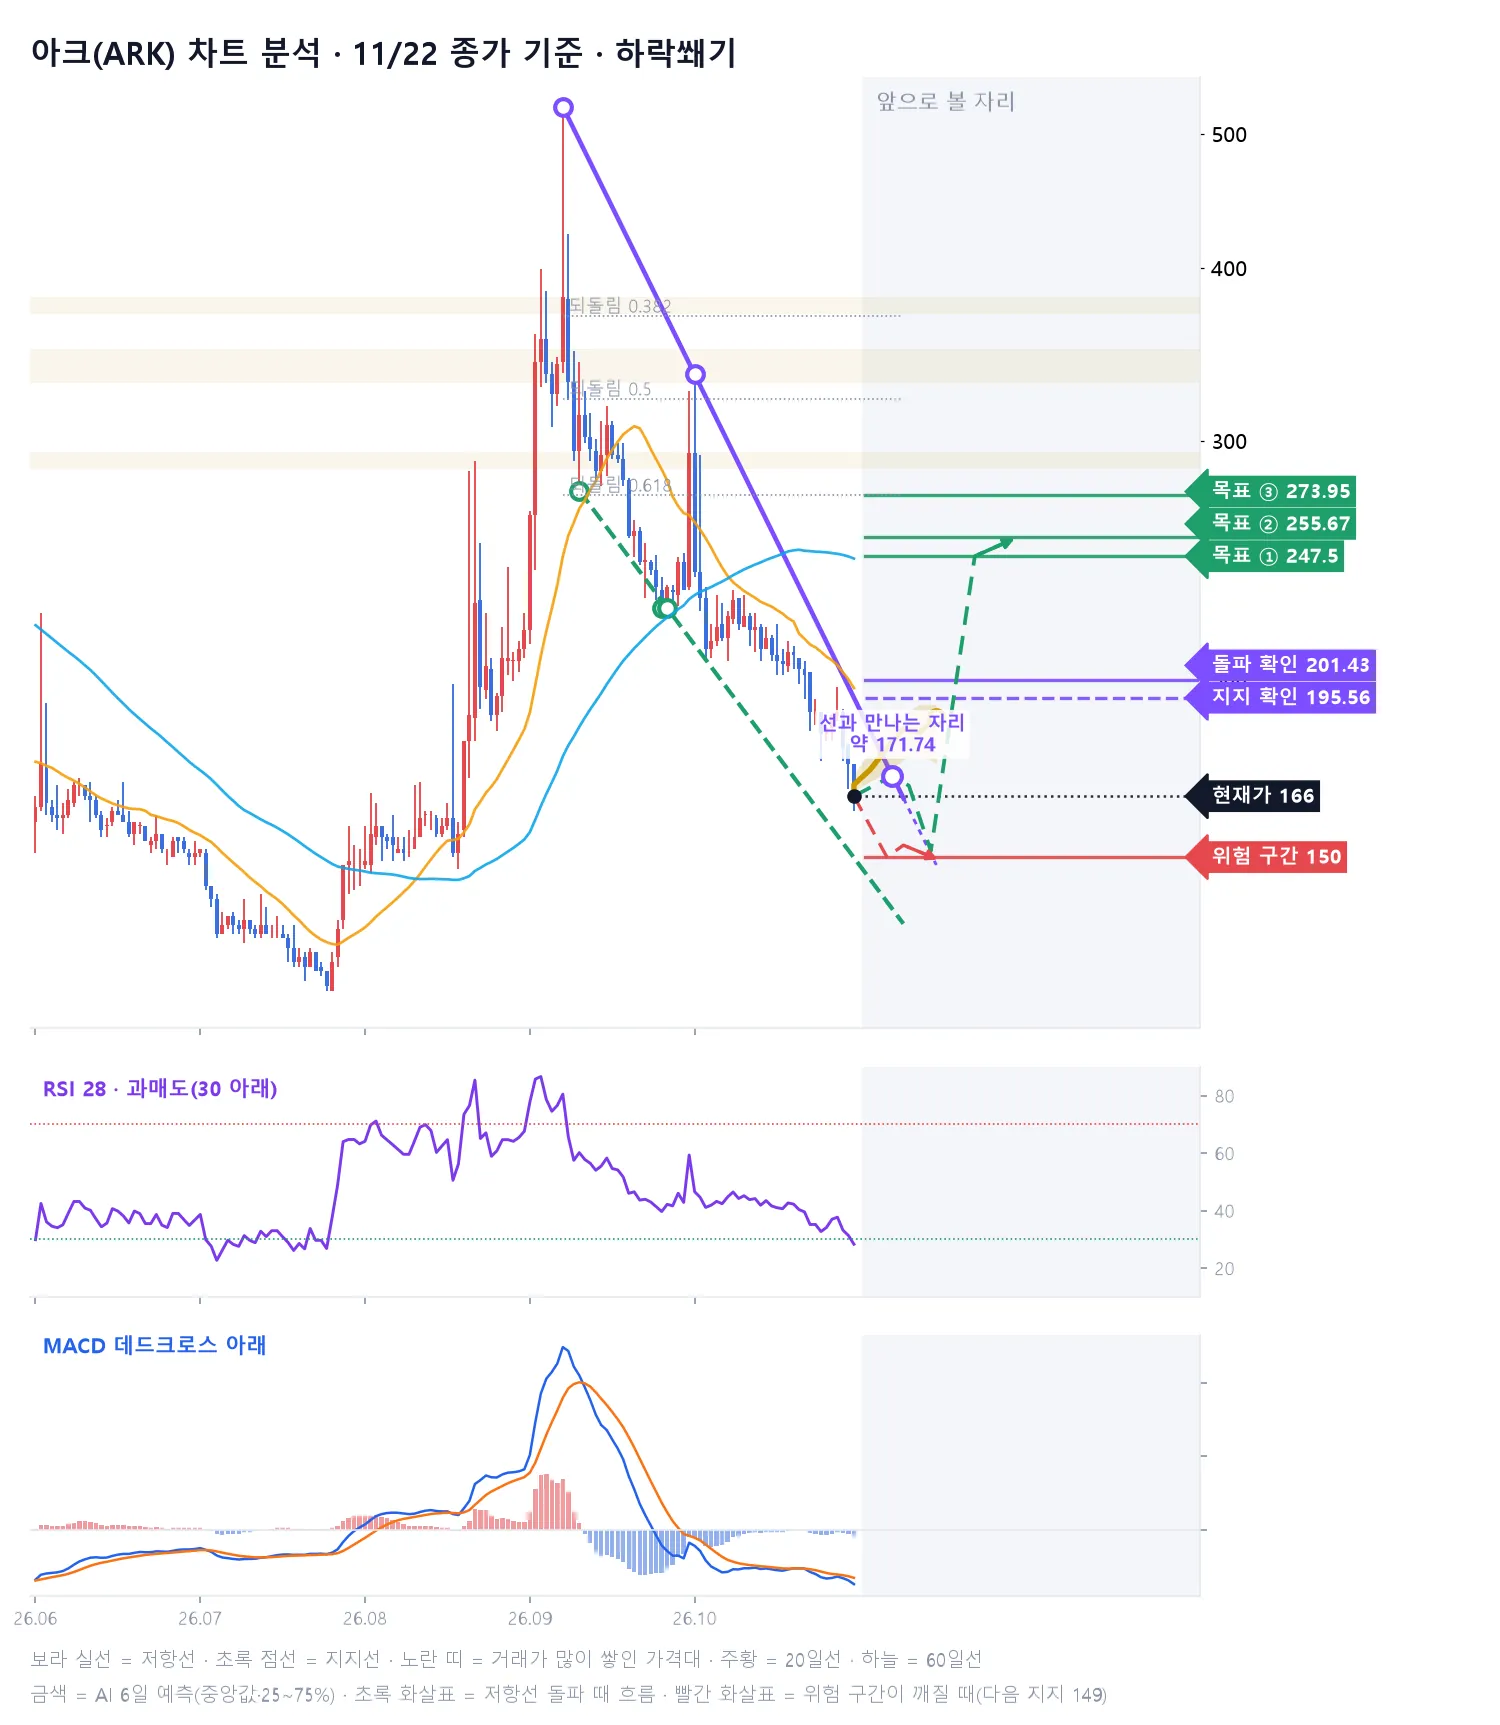 아크(ARK) 차트 분석 · 11/22 종가 기준 · 하락쐐기
앞으로 볼 자리
500
400
300
되돌림 0.382
되돌림 0.5
되돌림 0.618
목표 ③ 273.95
목표 ② 255.67
목표 ① 247.5
돌파 확인 201.43
지지 확인 195.56
선과 만나는 자리
약 171.74
현재가 166
위험 구간 150
RSI 28 · 과매도(30 아래)
80
60
40
20
MACD 데드크로스 아래
26.06
26.07
26.08
26.09
26.10
보라 실선 = 저항선 · 초록 점선 = 지지선 · 노란 띠 = 거래가 많이 쌓인 가격대 · 주황 = 20일선 · 하늘 = 60일선
금색 = AI 6일 예측(중앙값·25~75%) · 초록 화살표 = 저항선 돌파 때 흐름 · 빨간 화살표 = 위험 구간이 깨질 때(다음 지지 149)